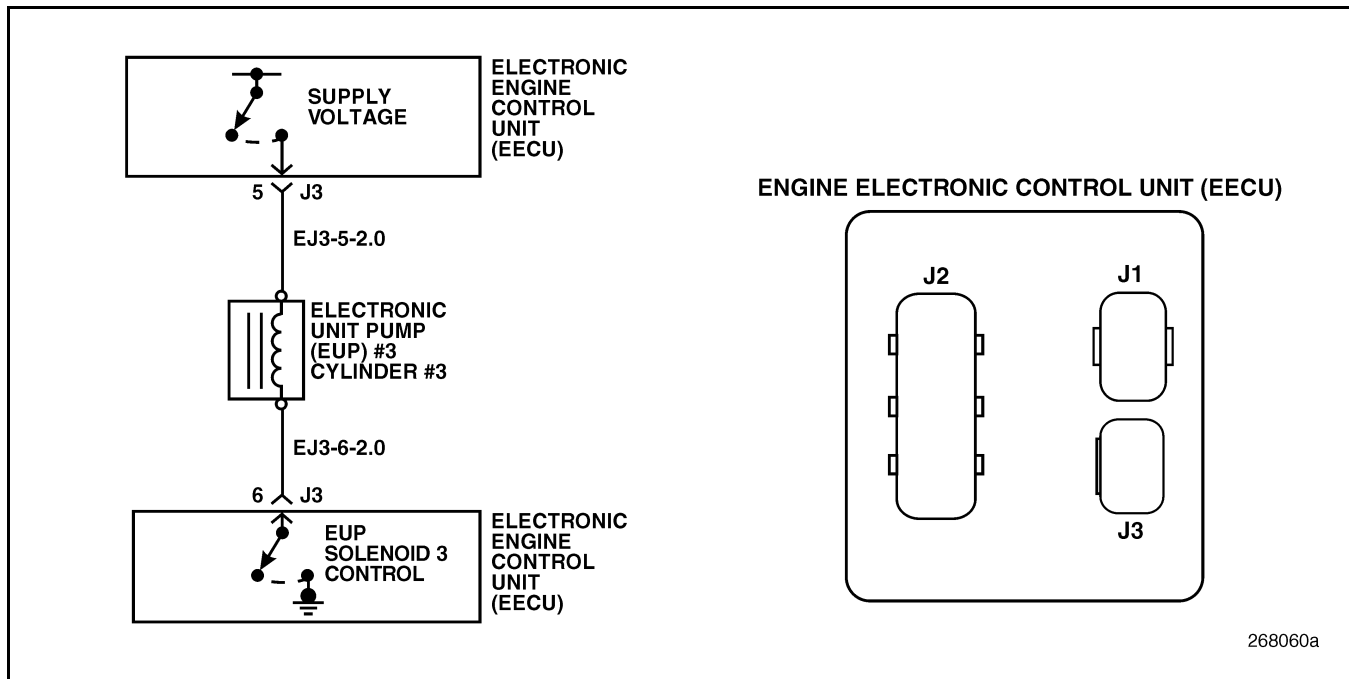 SUPPLY
VOLTAGE
ELECTRONIC
ENGINE
CONTROL
UNIT
(EECU)
5 J3
EJ3-5-2.0
ELECTRONIC
UNIT PUMP
(EUP) #3
CYLINDER #3
EJ3-6-2.0
6 J3
EUP
SOLENOID 3
CONTROL
ELECTRONIC
ENGINE
CONTROL
UNIT
(EECU)
ENGINE ELECTRONIC CONTROL UNIT (EECU)
J2
J1
J3
268060a